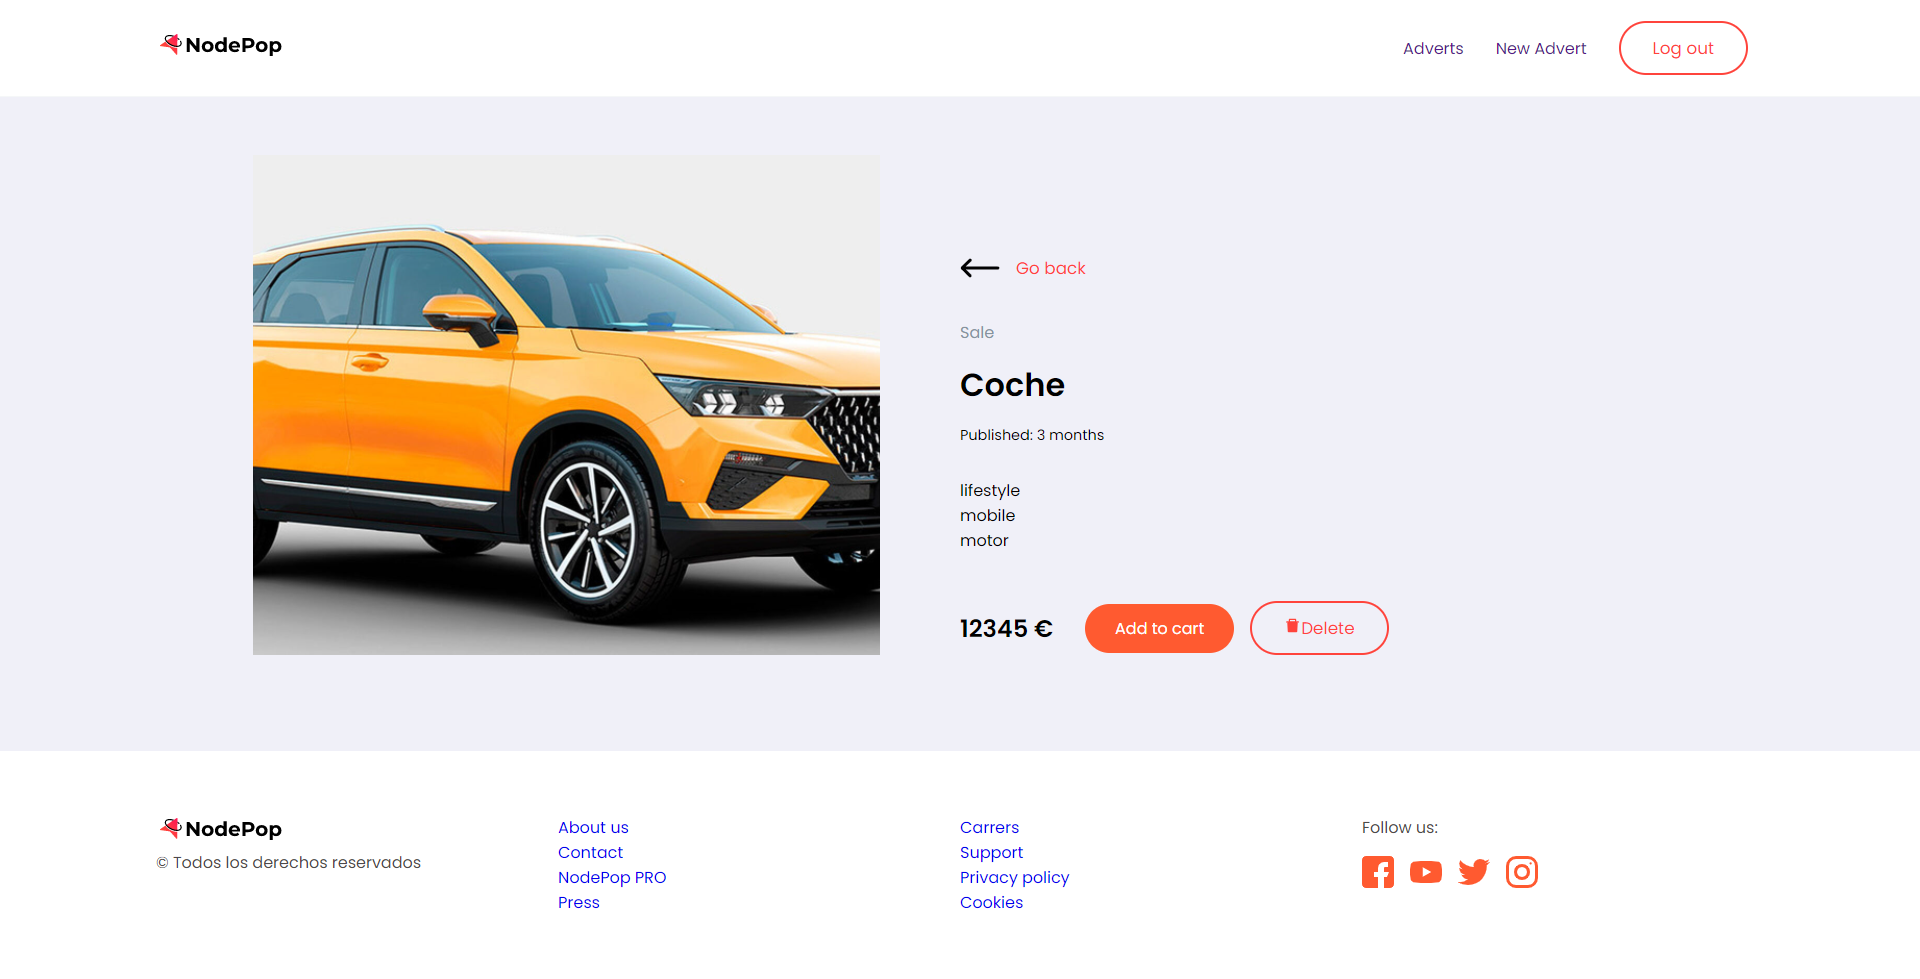 NodePop
Adverts
New Advert
Log out
Go back
Sale
Coche
Published: 3 months
lifestyle
mobile
motor
12345 €
Add to cart
Delete
NodePop
© Todos los derechos reservados
About us
Contact
NodePop PRO
Press
Carrers
Support
Privacy policy
Cookies
Follow us: